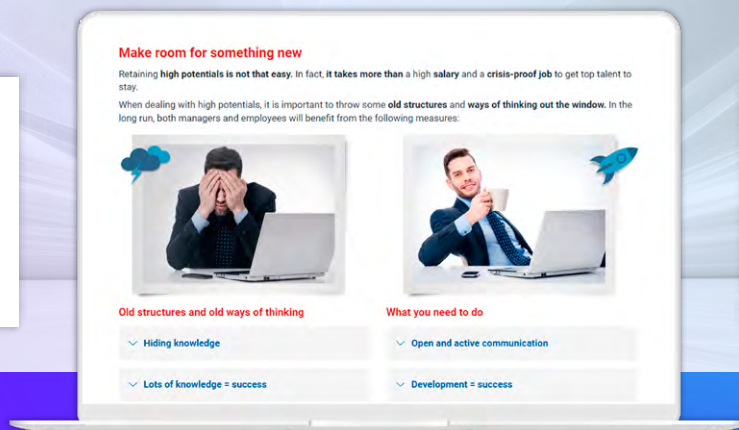 Make room for something new
Retaining high potentials is not that easy. In fact, it takes more than a high salary and a crisis-proof job to get top talent to
stay.
When dealing with high potentials, it is important to throw some old structures and ways of thinking out the window. In the
long run, both managers and employees will benefit from the following measures:
Old structures and old ways of thinking
What you need to do
Hiding knowledge
Open and active communication
Lots of knowledge = success
Development = success